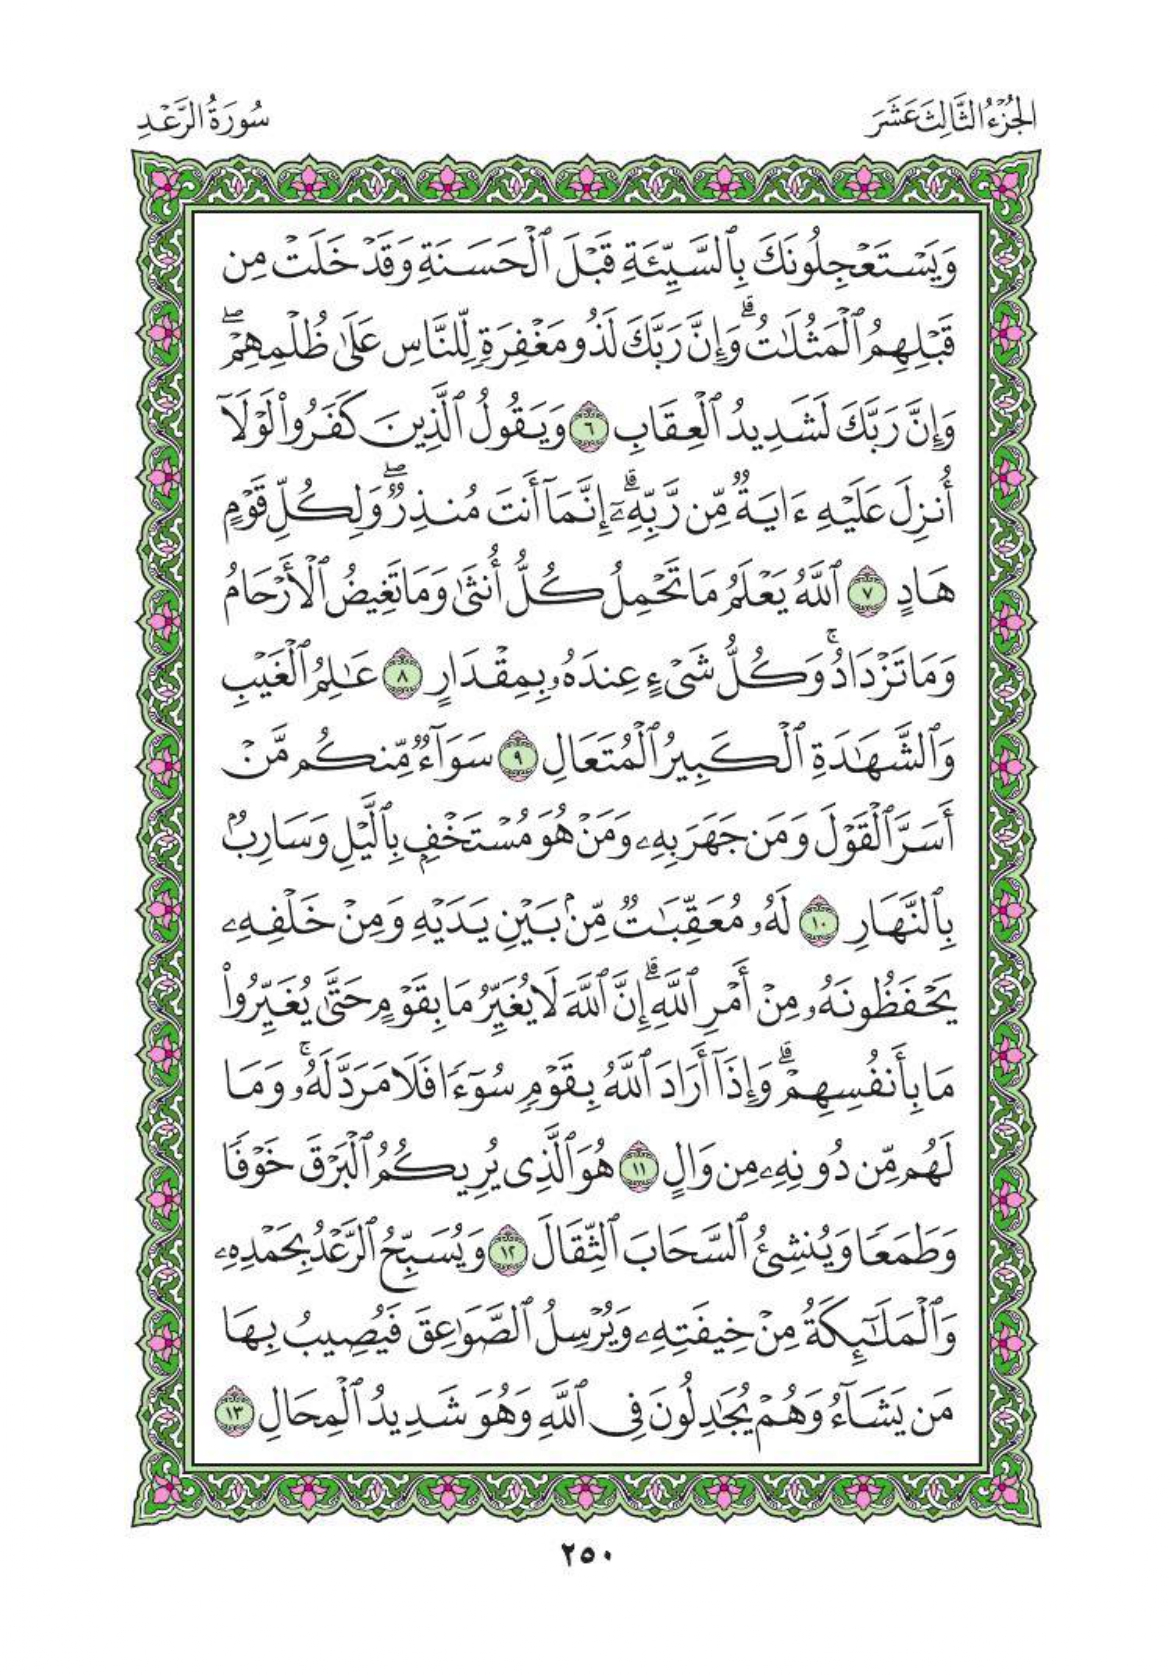 الجُزْءُ الثَّالِثَ عَشَرَ
سُورَةُ الرَّعْدِ
وَيَسْتَعْجِلُونَكَ بِٱلسَّيِّئَةِ قَبْلَ ٱلْحَسَنَةِ وَقَدْ خَلَتْ مِن
قَبْلِهِمُ ٱلْمَثُلَٰتُۗ وَإِنَّ رَبَّكَ لَذُو مَغْفِرَةٍ لِّلنَّاسِ عَلَىٰ ظُلْمِهِمْۖ
وَإِنَّ رَبَّكَ لَشَدِيدُ ٱلْعِقَابِ ٦ وَيَقُولُ ٱلَّذِينَ كَفَرُوا۟ لَوْلَآ
أُنزِلَ عَلَيْهِ ءَايَةٌ مِّن رَّبِّهِۦٓۗ إِنَّمَآ أَنتَ مُنذِرٌۖ وَلِكُلِّ قَوْمٍ
هَادٍ ٧ ٱللَّهُ يَعْلَمُ مَا تَحْمِلُ كُلُّ أُنثَىٰ وَمَا تَغِيضُ ٱلْأَرْحَامُ
وَمَا تَزْدَادُۚ وَكُلُّ شَىْءٍ عِندَهُۥ بِمِقْدَارٍ ٨ عَٰلِمُ ٱلْغَيْبِ
وَٱلشَّهَٰدَةِ ٱلْكَبِيرُ ٱلْمُتَعَالِ ٩ سَوَآءٌ مِّنكُم مَّنْ
أَسَرَّ ٱلْقَوْلَ وَمَن جَهَرَ بِهِۦ وَمَنْ هُوَ مُسْتَخْفٍۭ بِٱلَّيْلِ وَسَارِبٌۢ
بِٱلنَّهَارِ ١٠ لَهُۥ مُعَقِّبَٰتٌ مِّنۢ بَيْنِ يَدَيْهِ وَمِنْ خَلْفِهِۦ
يَحْفَظُونَهُۥ مِنْ أَمْرِ ٱللَّهِۗ إِنَّ ٱللَّهَ لَا يُغَيِّرُ مَا بِقَوْمٍ حَتَّىٰ يُغَيِّرُوا۟
مَا بِأَنفُسِهِمْۗ وَإِذَآ أَرَادَ ٱللَّهُ بِقَوْمٍ سُوٓءًا فَلَا مَرَدَّ لَهُۥۚ وَمَا
لَهُم مِّن دُونِهِۦ مِن وَالٍ ١١ هُوَ ٱلَّذِى يُرِيكُمُ ٱلْبَرْقَ خَوْفًا
وَطَمَعًا وَيُنشِئُ ٱلسَّحَابَ ٱلثِّقَالَ ١٢ وَيُسَبِّحُ ٱلرَّعْدُ بِحَمْدِهِۦ
وَٱلْمَلَٰٓئِكَةُ مِنْ خِيفَتِهِۦ وَيُرْسِلُ ٱلصَّوَٰعِقَ فَيُصِيبُ بِهَا
مَن يَشَآءُ وَهُمْ يُجَٰدِلُونَ فِى ٱللَّهِ وَهُوَ شَدِيدُ ٱلْمِحَالِ ١٣
٢٥٠